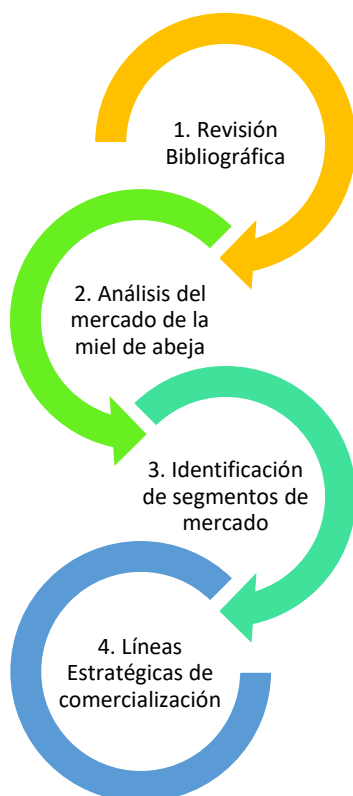 1. Revisión
Bibliográfica
2. Análisis del
mercado de la
miel de abeja
3. Identificación
de segmentos de
mercado
4. Líneas
Estratégicas de
comercialización